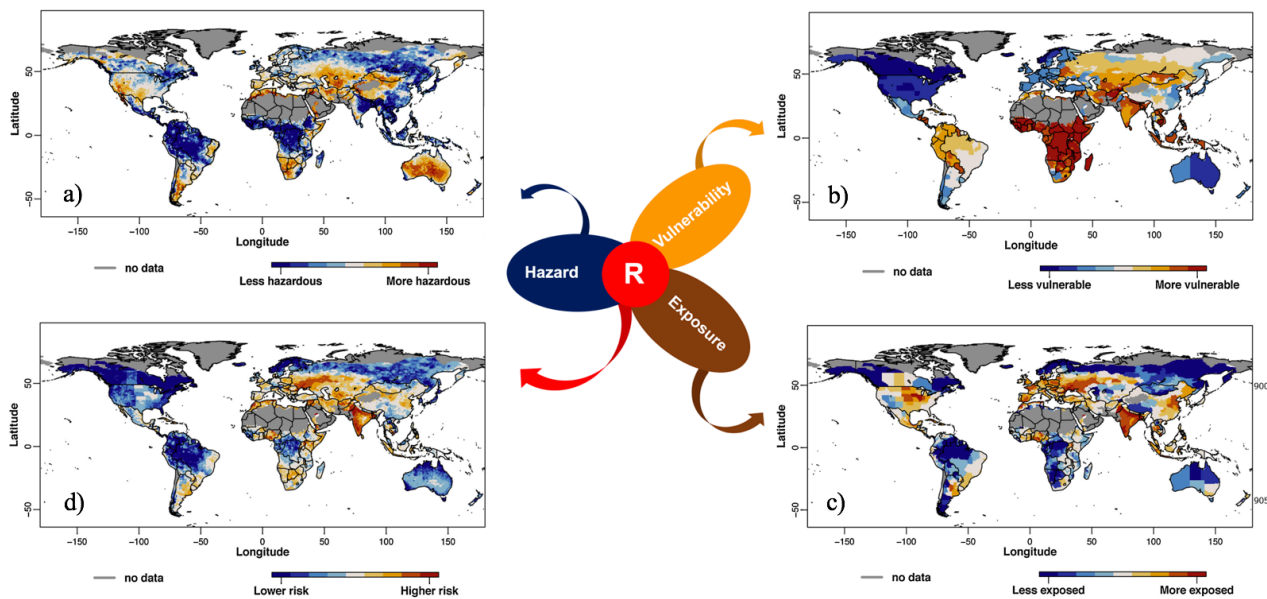 Latitude
50
0
−50
a)
−150
−100
−50
0
50
100
150
Longitude
no data
Less hazardous
More hazardous
Latitude
50
0
−50
b)
−150
−100
−50
0
50
100
150
Longitude
no data
Less vulnerable
More vulnerable
Vulnerability
Hazard
R
Exposure
Latitude
50
0
−50
d)
−150
−100
−50
0
50
100
150
Longitude
no data
Lower risk
Higher risk
Latitude
50
0
−50
c)
−150
−100
−50
0
50
100
150
Longitude
no data
Less exposed
More exposed